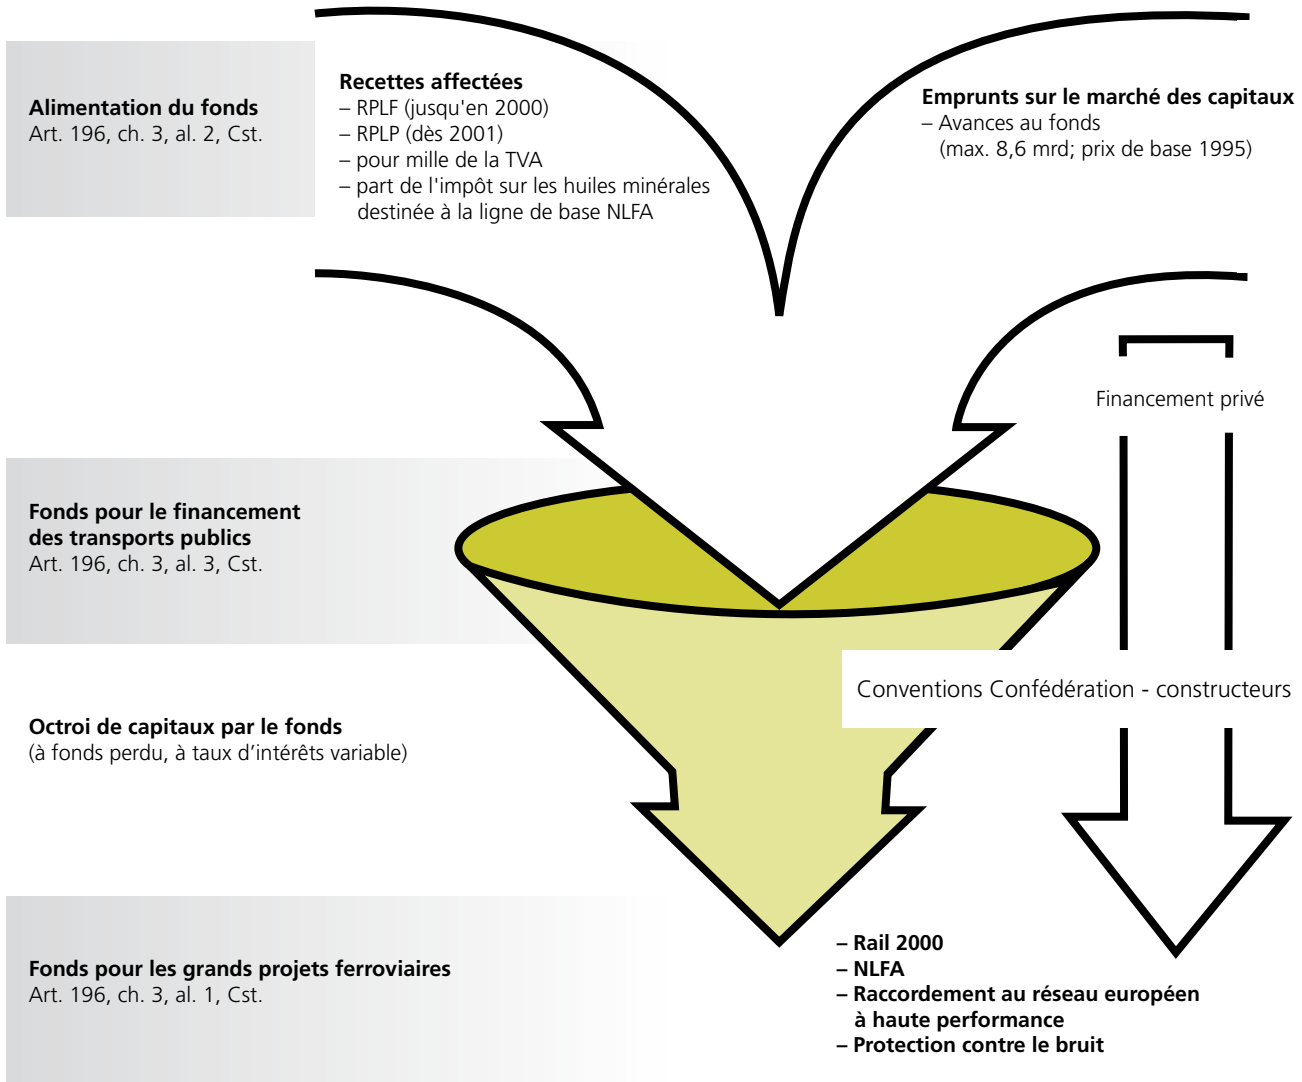 Alimentation du fonds
Art. 196, ch. 3, al. 2, Cst.
Recettes affectées
– RPLF (jusqu'en 2000)
– RPLP (dès 2001)
– pour mille de la TVA
– part de l'impôt sur les huiles minérales
destinée à la ligne de base NLFA
Emprunts sur le marché des capitaux
– Avances au fonds
(max. 8,6 mrd; prix de base 1995)
Financement privé
Fonds pour le financement
des transports publics
Art. 196, ch. 3, al. 3, Cst.
Conventions Confédération - constructeurs
Octroi de capitaux par le fonds
(à fonds perdu, à taux d’intérêts variable)
Fonds pour les grands projets ferroviaires
Art. 196, ch. 3, al. 1, Cst.
– Rail 2000
– NLFA
– Raccordement au réseau européen
à haute performance
– Protection contre le bruit